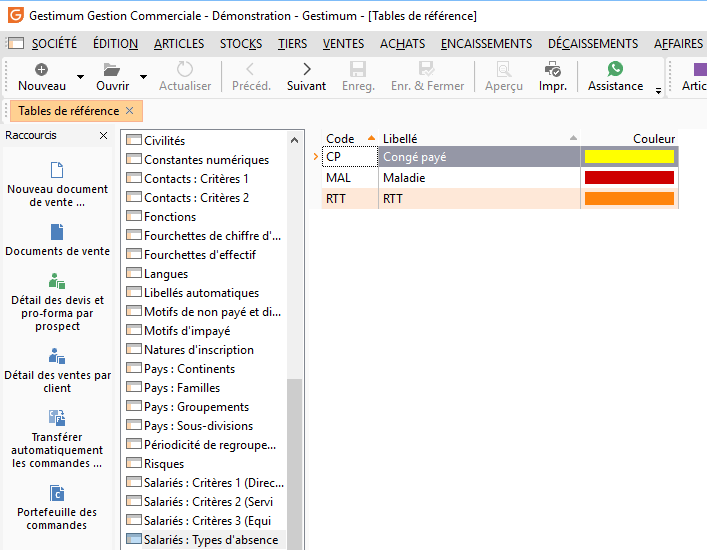 Gestimum Gestion Commerciale - Démonstration - Gestimum - [Tables de référence]
SOCIÉTÉ ÉDITION ARTICLES STOCKS TIERS VENTES ACHATS ENCAISSEMENTS DÉCAISSEMENTS AFFAIRES
Nouveau Ouvrir Actualiser Précéd. Suivant Enreg. Enr. & Fermer Aperçu Impr. Assistance Artic
Tables de référence
Raccourcis
Nouveau document
de vente ...
Documents de vente
Détail des devis et
pro-forma par
prospect
Détail des ventes par
client
Transférer
automatiquement
les commandes ...
Portefeuille des
commandes
Civilités
Constantes numériques
Contacts : Critères 1
Contacts : Critères 2
Fonctions
Fourchettes de chiffre d'...
Fourchettes d'effectif
Langues
Libellés automatiques
Motifs de non payé et di...
Motifs d'impayé
Natures d'inscription
Pays : Continents
Pays : Familles
Pays : Groupements
Pays : Sous-divisions
Périodicité de regroupe...
Risques
Salariés : Critères 1 (Direc...
Salariés : Critères 2 (Servi
Salariés : Critères 3 (Equi
Salariés : Types d'absence
Code Libellé Couleur
CP Congé payé
MAL Maladie
RTT RTT